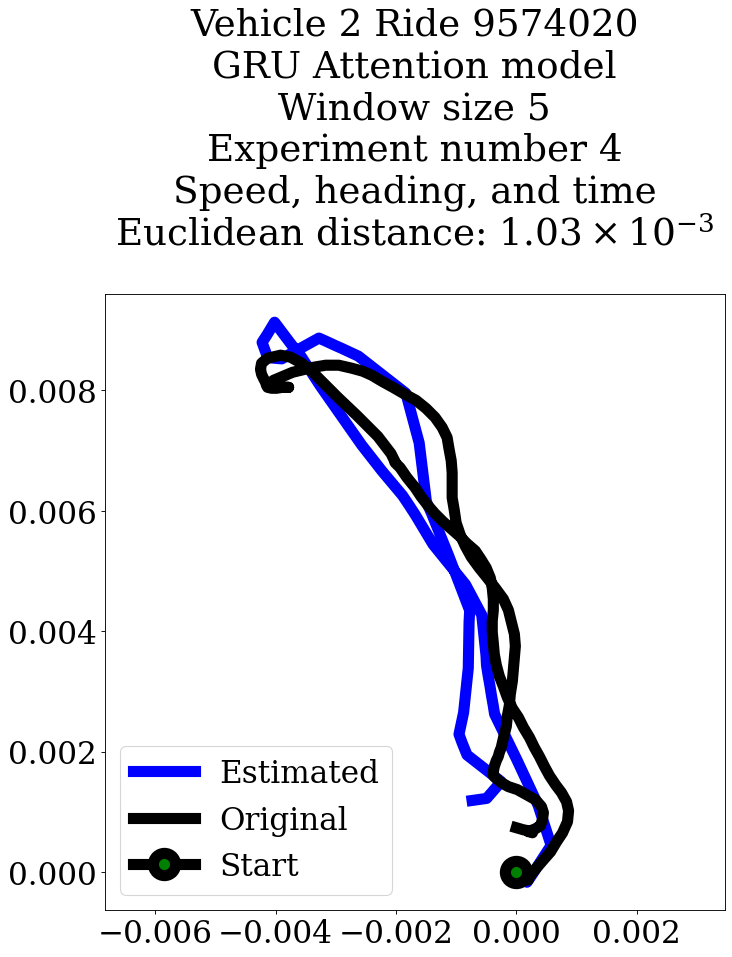 Vehicle 2 Ride 9574020
GRU Attention model
Window size 5
Experiment number 4
Speed, heading, and time
Euclidean distance: 1.03 × 10⁻³
0.008
0.006
0.004
0.002
0.000
Estimated
Original
Start
−0.006 −0.004 −0.002 0.000 0.002